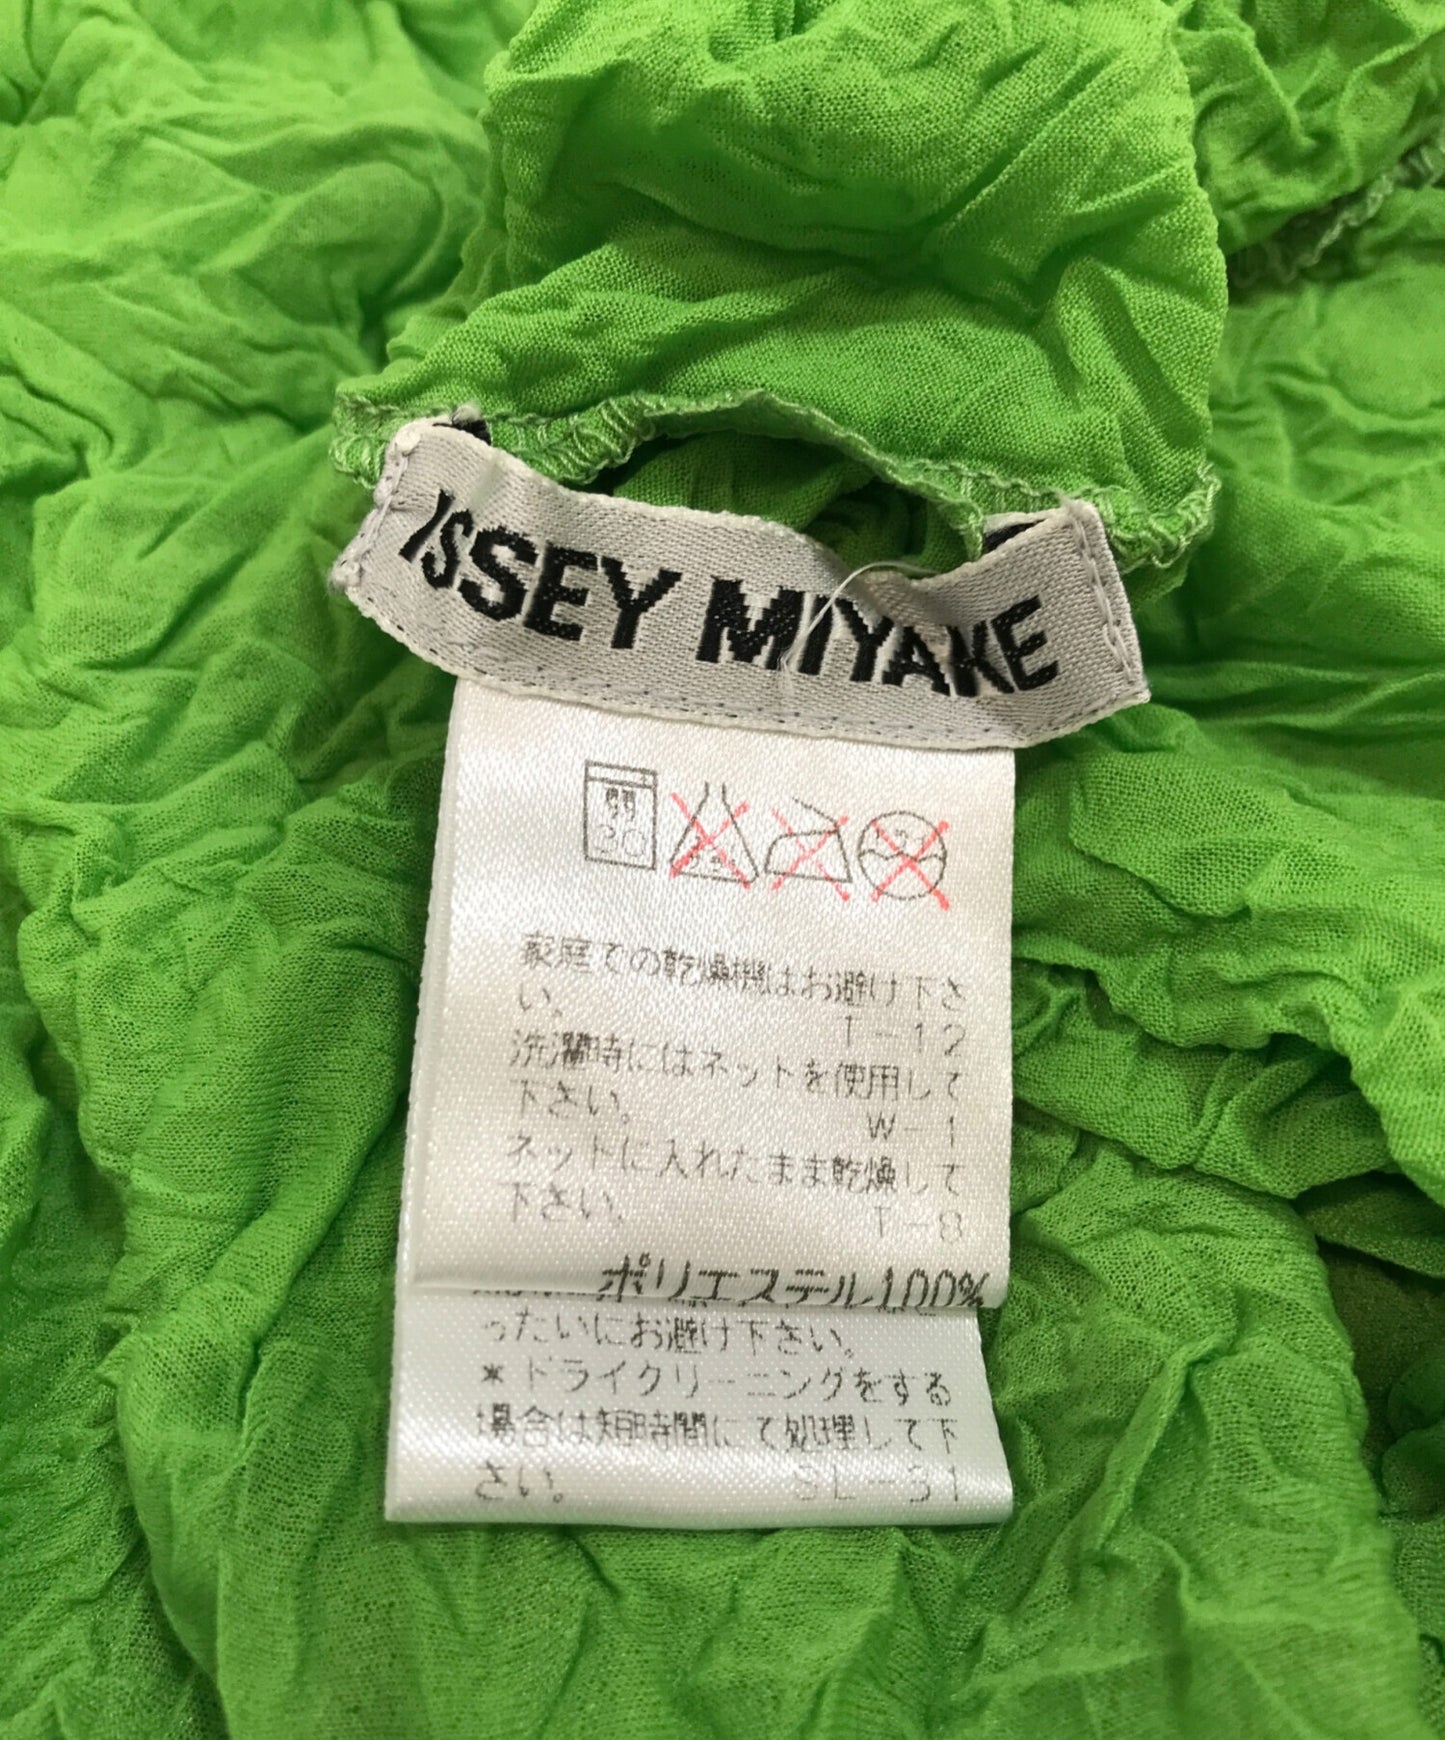 ISSEY MIYAKE
弱
30
家庭での乾燥機はお避け下さ
い。 T-12
洗濯時にはネットを使用して
下さい。 W-1
ネットに入れたまま乾燥して
下さい。 T-8
ポリエステル100%
ったいにお避け下さい。
*ドライクリーニングをする
場合は短時間にて処理して下
さい。 SL-31